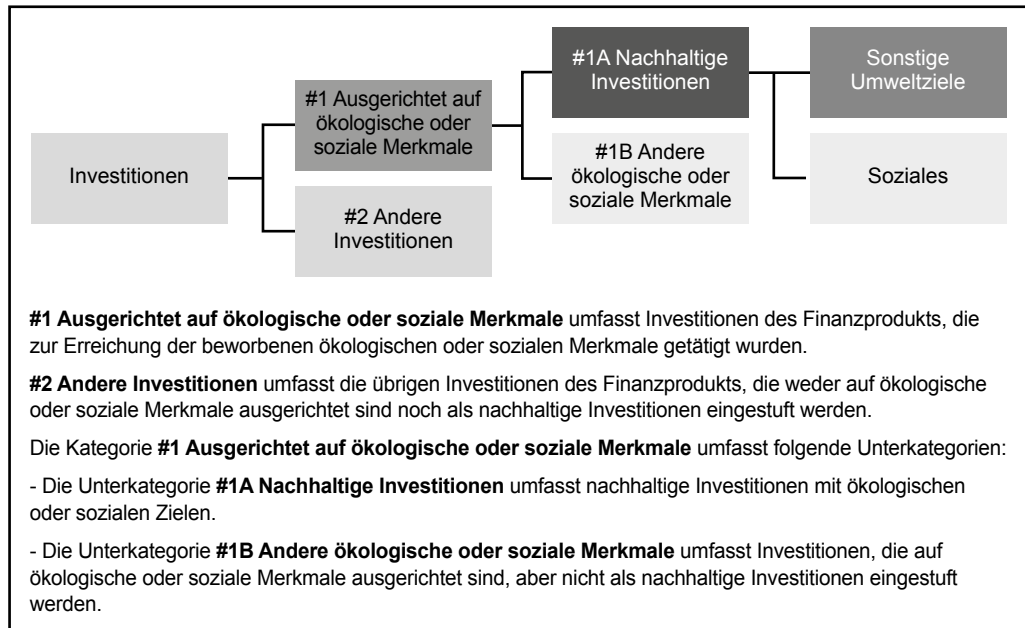 #1A Nachhaltige
Investitionen
Sonstige
Umweltziele
#1 Ausgerichtet auf
ökologische oder
soziale Merkmale
Investitionen
#1B Andere
ökologische oder
soziale Merkmale
Soziales
#2 Andere
Investitionen
#1 Ausgerichtet auf ökologische oder soziale Merkmale umfasst Investitionen des Finanzprodukts, die
zur Erreichung der beworbenen ökologischen oder sozialen Merkmale getätigt wurden.
#2 Andere Investitionen umfasst die übrigen Investitionen des Finanzprodukts, die weder auf ökologische
oder soziale Merkmale ausgerichtet sind noch als nachhaltige Investitionen eingestuft werden.
Die Kategorie #1 Ausgerichtet auf ökologische oder soziale Merkmale umfasst folgende Unterkategorien:
- Die Unterkategorie #1A Nachhaltige Investitionen umfasst nachhaltige Investitionen mit ökologischen
oder sozialen Zielen.
- Die Unterkategorie #1B Andere ökologische oder soziale Merkmale umfasst Investitionen, die auf
ökologische oder soziale Merkmale ausgerichtet sind, aber nicht als nachhaltige Investitionen eingestuft
werden.